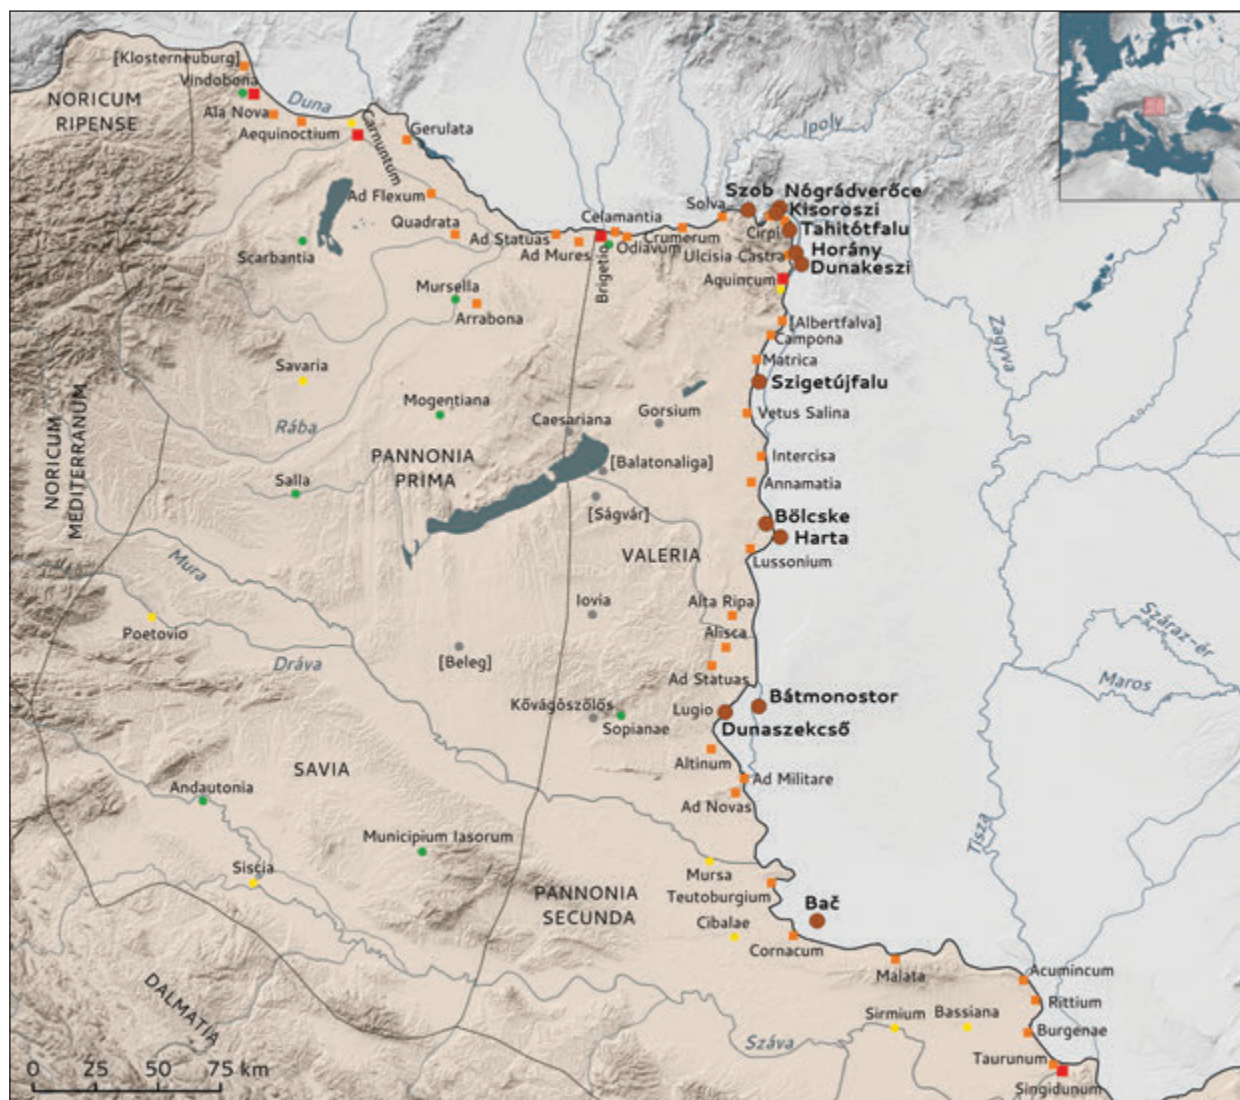 [Klosterneuburg]
Vindobona
NORICUM
RIPENSE
Duna
Ala Nova
Aequinoctium
Carnuntum
Gerulata
Ipoly
Ad Flexum
Quadrata
Scarbantia
Ad Statuas
Ad Mures
Brigetio
Celamantia
Odiavum
Crumerum
Solva
Szob
Nógrádverőce
Kisoroszi
Cirpi
Tahitótfalu
Ulcisia Castra
Horány
Dunakeszi
Aquincum
Mursella
Arrabona
[Albertfalva]
Campona
Matrica
Szigetújfalu
Zagyva
Savaria
Mogentiana
Caesariana
Gorsium
Vetus Salina
Rába
NORICUM
MEDITERRANUM
PANNONIA
PRIMA
[Balatonaliga]
Intercisa
Salla
Annamatia
[Ságvár]
Bölcske
Harta
VALERIA
Lussonium
Mura
Iovia
Alta Ripa
Poetovio
Alisca
Száraz-ér
Dráva
[Beleg]
Ad Statuas
Maros
Kővágószőlős
Sopianae
Lugio
Bátmonostor
Dunaszekcső
SAVIA
Altinum
Ad Militare
Andautonia
Ad Novas
Municipium Iasorum
Tisza
Siscia
Mursa
Teutoburgium
PANNONIA
SECUNDA
Bač
Cibalae
Cornacum
Malata
Acumincum
DALMATIA
Rittium
Sirmium
Bassiana
Burgenae
Száva
Taurunum
Singidunum
0 25 50 75 km